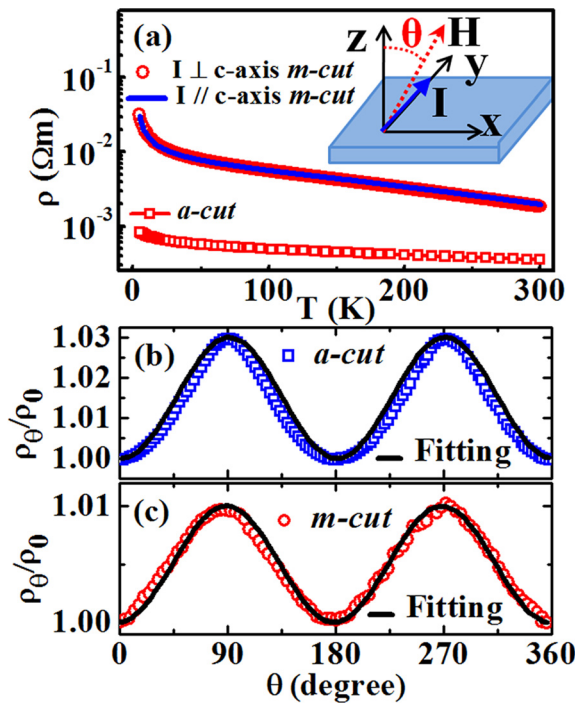 (a)
z
θ
H
y
I
x
I ⊥ c-axis m-cut
I // c-axis m-cut
a-cut
ρ (Ωm)
10⁻¹
10⁻²
10⁻³
0 100 200 300
T (K)
(b)
a-cut
Fitting
ρθ/ρ0
1.03
1.02
1.01
1.00
(c)
m-cut
Fitting
ρθ/ρ0
1.01
1.00
0 90 180 270 360
θ (degree)